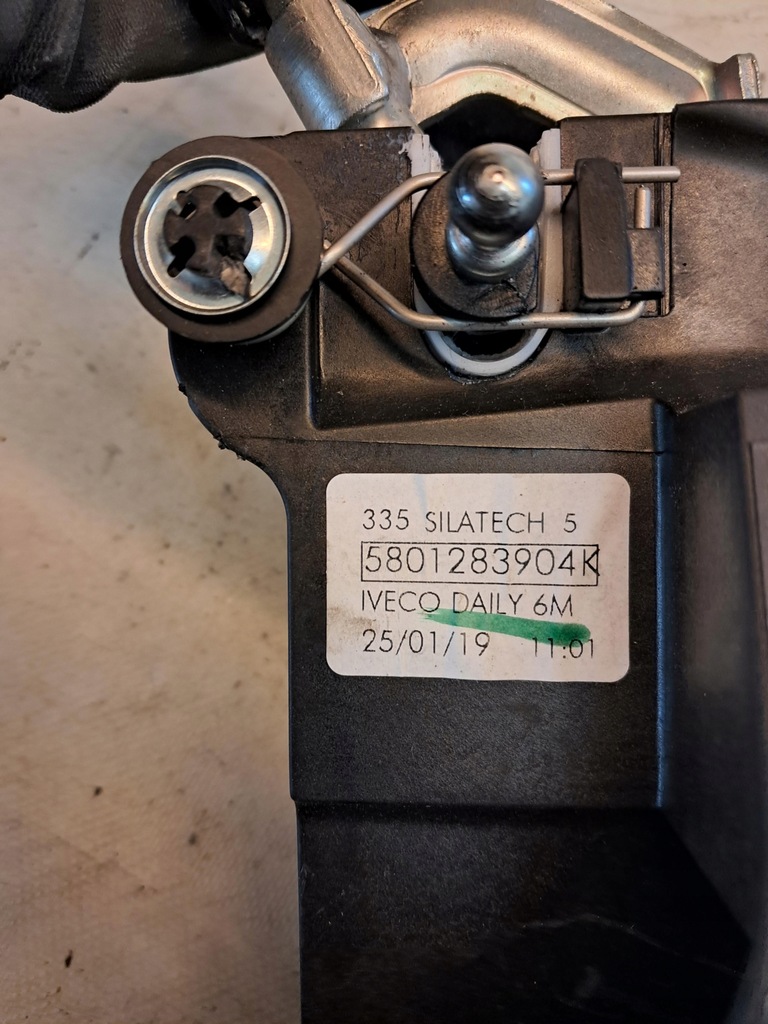 335 SILATECH 5
5801283904K
IVECO DAILY 6M
25/01/19 11:01